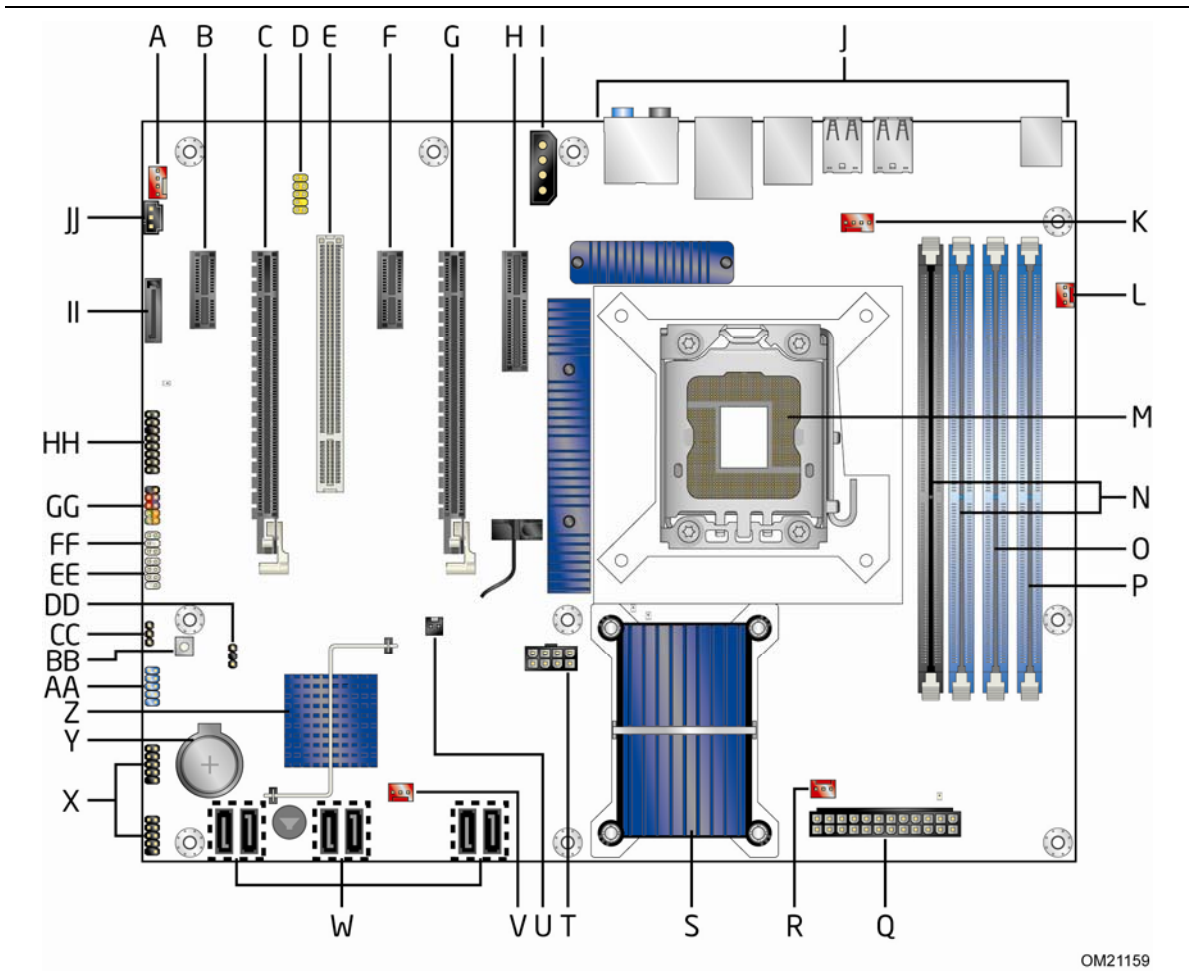 A B C D E F G H I J
K
JJ
L
II
M
HH
N
GG
FF
O
EE
P
DD
CC
BB
AA
Z
Y
X
W V U T S R Q
OM21159